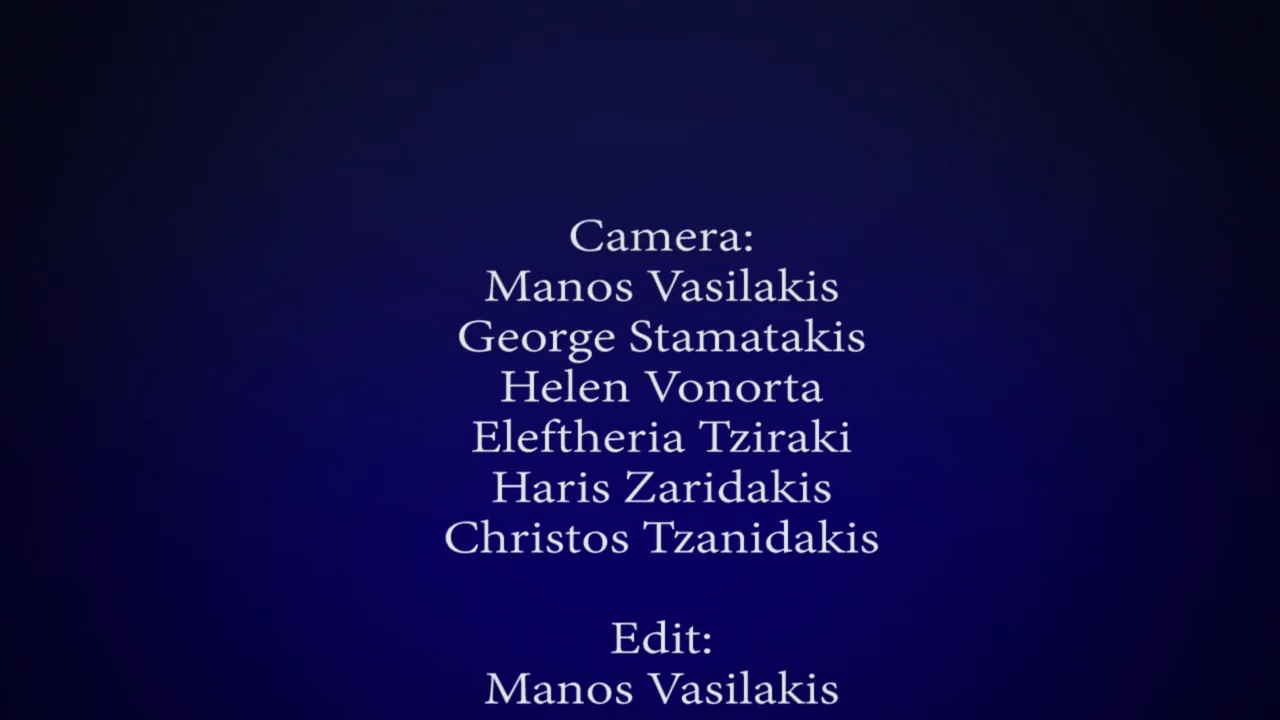 Camera:
Manos Vasilakis
George Stamatakis
Helen Vonorta
Eleftheria Tziraki
Haris Zaridakis
Christos Tzanidakis
Edit:
Manos Vasilakis